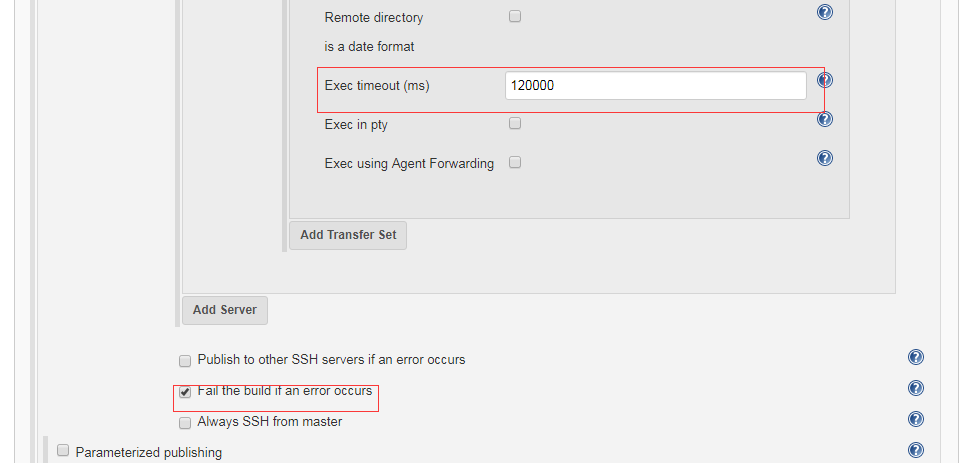 Remote directory
is a date format
Exec timeout (ms)
120000
Exec in pty
Exec using Agent Forwarding
Add Transfer Set
Add Server
Publish to other SSH servers if an error occurs
Fail the build if an error occurs
Always SSH from master
Parameterized publishing